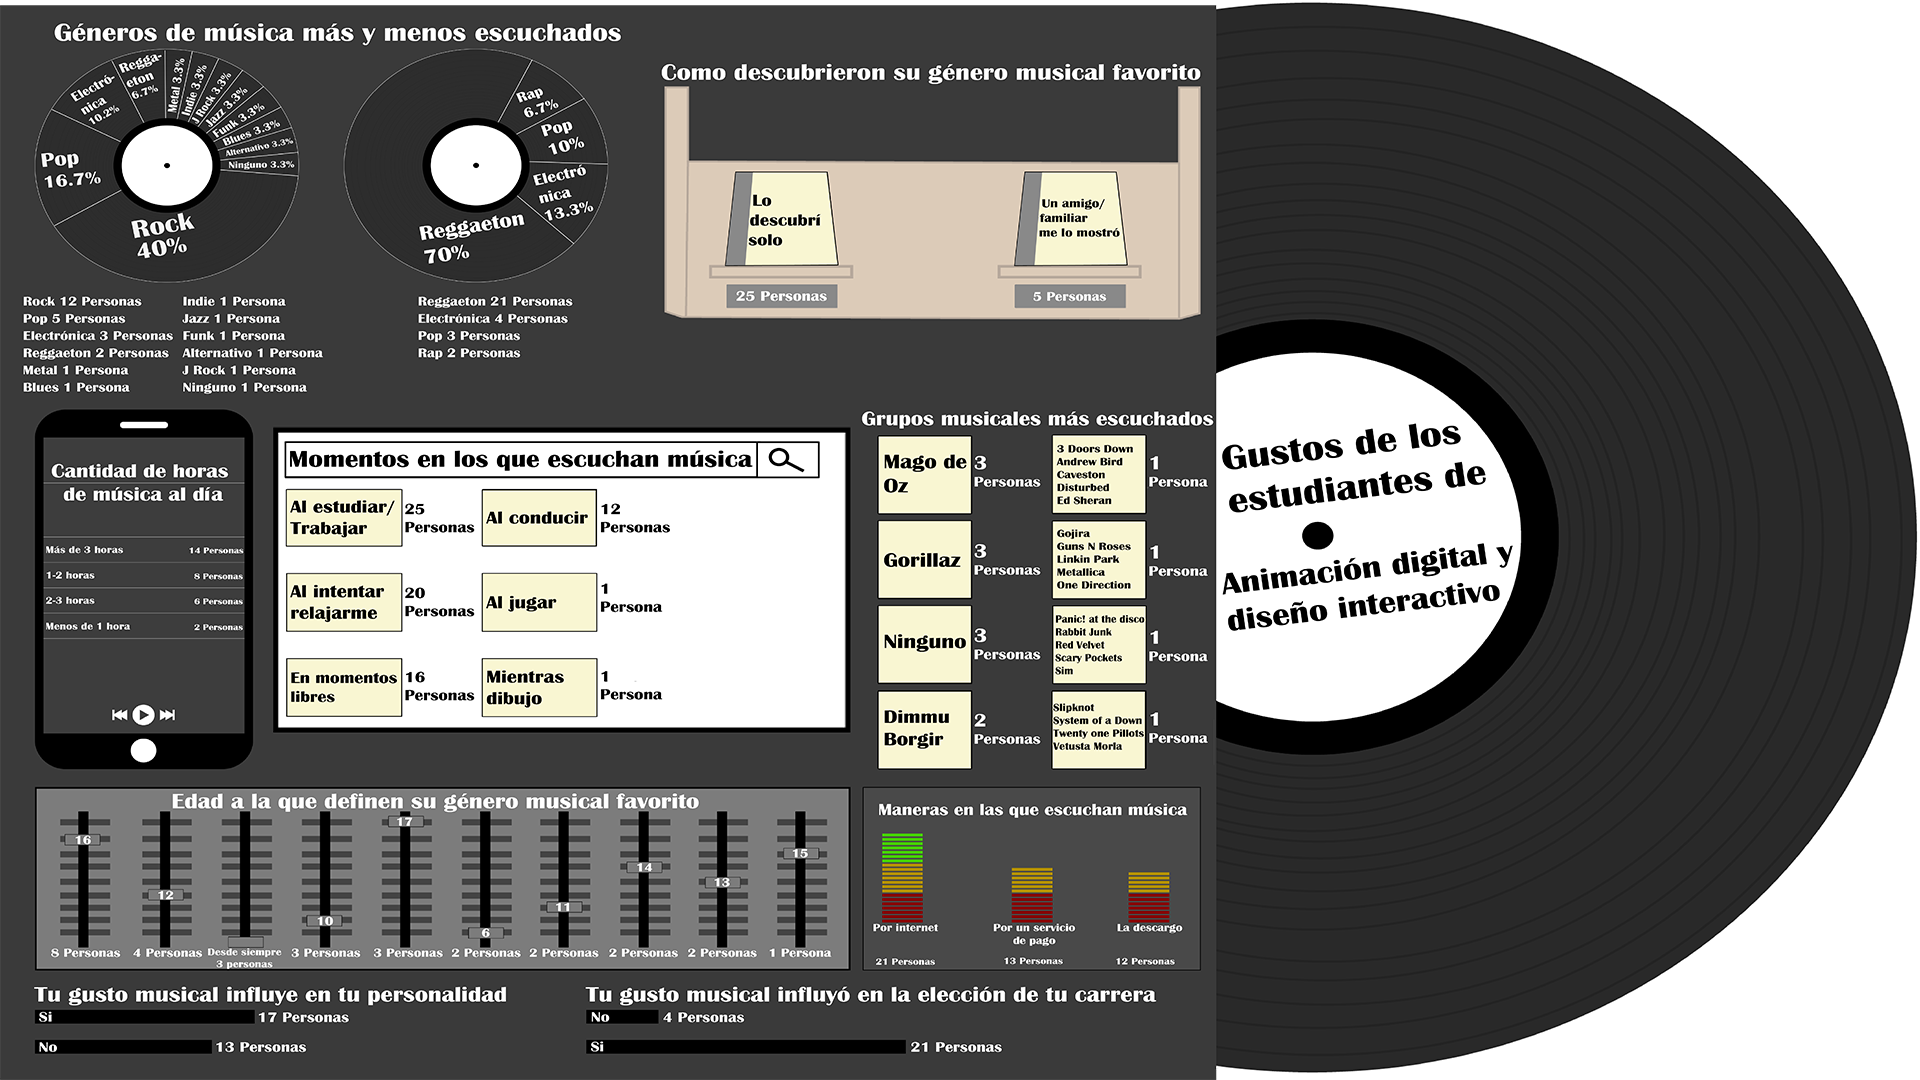 Géneros de música más y menos escuchados
Electró-
nica
10.2%
Regga-
eton
6.7%
Metal 3.3%
Indie 3.3%
J Rock 3.3%
Jazz 3.3%
Funk 3.3%
Blues 3.3%
Alternativo 3.3%
Ninguno 3.3%
Pop
16.7%
Rock
40%
Rap
6.7%
Pop
10%
Electró
nica
13.3%
Reggaeton
70%
Rock 12 Personas
Pop 5 Personas
Electrónica 3 Personas
Reggaeton 2 Personas
Metal 1 Persona
Blues 1 Persona
Indie 1 Persona
Jazz 1 Persona
Funk 1 Persona
Alternativo 1 Persona
J Rock 1 Persona
Ninguno 1 Persona
Reggaeton 21 Personas
Electrónica 4 Personas
Pop 3 Personas
Rap 2 Personas
Como descubrieron su género musical favorito
Lo
descubrí
solo
25 Personas
Un amigo/
familiar
me lo mostró
5 Personas
Cantidad de horas
de música al día
Más de 3 horas 14 Personas
1-2 horas 8 Personas
2-3 horas 6 Personas
Menos de 1 hora 2 Personas
Momentos en los que escuchan música
Al estudiar/
Trabajar
25
Personas
Al conducir
12
Personas
Al intentar
relajarme
20
Personas
Al jugar
1
Persona
En momentos
libres
16
Personas
Mientras
dibujo
1
Persona
Grupos musicales más escuchados
Mago de
Oz
3
Personas
3 Doors Down
Andrew Bird
Caveston
Disturbed
Ed Sheran
1
Persona
Gorillaz
3
Personas
Gojira
Guns N Roses
Linkin Park
Metallica
One Direction
1
Persona
Ninguno
3
Personas
Panic! at the disco
Rabbit Junk
Red Velvet
Scary Pockets
Sim
1
Persona
Dimmu
Borgir
2
Personas
Slipknot
System of a Down
Twenty one Pillots
Vetusta Morla
1
Persona
Edad a la que definen su género musical favorito
16
8 Personas
12
4 Personas
Desde siempre
3 personas
10
3 Personas
17
3 Personas
6
2 Personas
11
2 Personas
14
2 Personas
13
2 Personas
15
1 Persona
Maneras en las que escuchan música
Por internet
21 Personas
Por un servicio
de pago
13 Personas
La descargo
12 Personas
Tu gusto musical influye en tu personalidad
Si 17 Personas
No 13 Personas
Tu gusto musical influyó en la elección de tu carrera
No 4 Personas
Si 21 Personas
Gustos de los
estudiantes de
Animación digital y
diseño interactivo